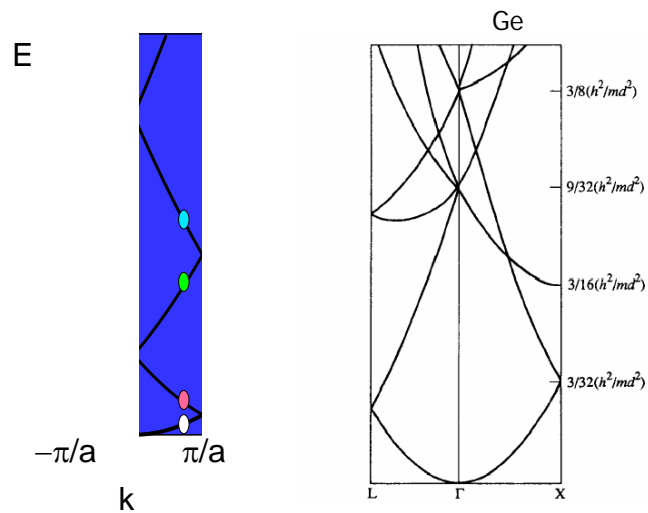 E
−π/a
π/a
k
Ge
3/8(h²/md²)
9/32(h²/md²)
3/16(h²/md²)
3/32(h²/md²)
L
Γ
X